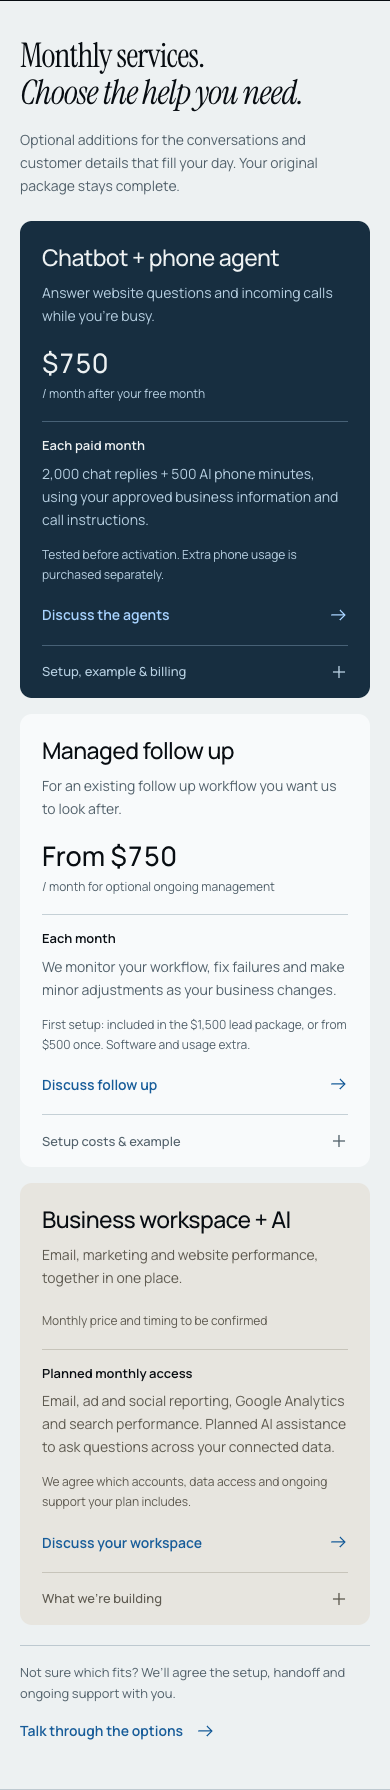 Monthly services.
Choose the help you need.
Optional additions for the conversations and
customer details that fill your day. Your original
package stays complete.
Chatbot + phone agent
Answer website questions and incoming calls
while you're busy.
$750
/ month after your free month
Each paid month
2,000 chat replies + 500 AI phone minutes,
using your approved business information and
call instructions.
Tested before activation. Extra phone usage is
purchased separately.
Discuss the agents →
Setup, example & billing +
Managed follow up
For an existing follow up workflow you want us
to look after.
From $750
/ month for optional ongoing management
Each month
We monitor your workflow, fix failures and make
minor adjustments as your business changes.
First setup: included in the $1,500 lead package, or from
$500 once. Software and usage extra.
Discuss follow up →
Setup costs & example +
Business workspace + AI
Email, marketing and website performance,
together in one place.
Monthly price and timing to be confirmed
Planned monthly access
Email, ad and social reporting, Google Analytics
and search performance. Planned AI assistance
to ask questions across your connected data.
We agree which accounts, data access and ongoing
support your plan includes.
Discuss your workspace →
What we're building +
Not sure which fits? We'll agree the setup, handoff and
ongoing support with you.
Talk through the options →